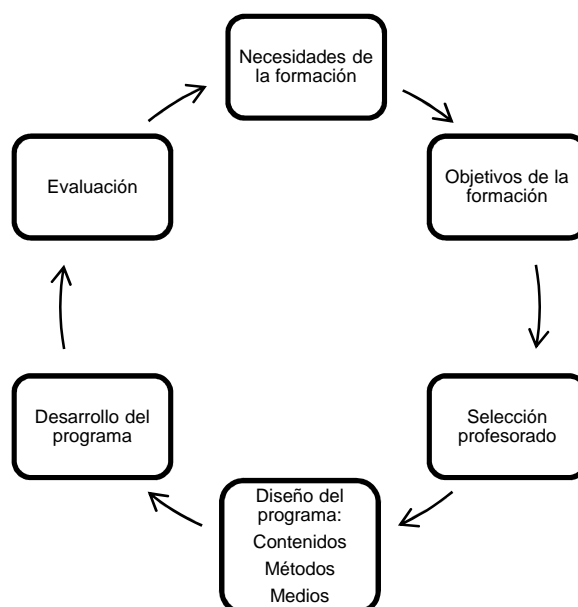 Necesidades de
la formación
Objetivos de la
formación
Selección
profesorado
Diseño del
programa:
Contenidos
Métodos
Medios
Desarrollo del
programa
Evaluación